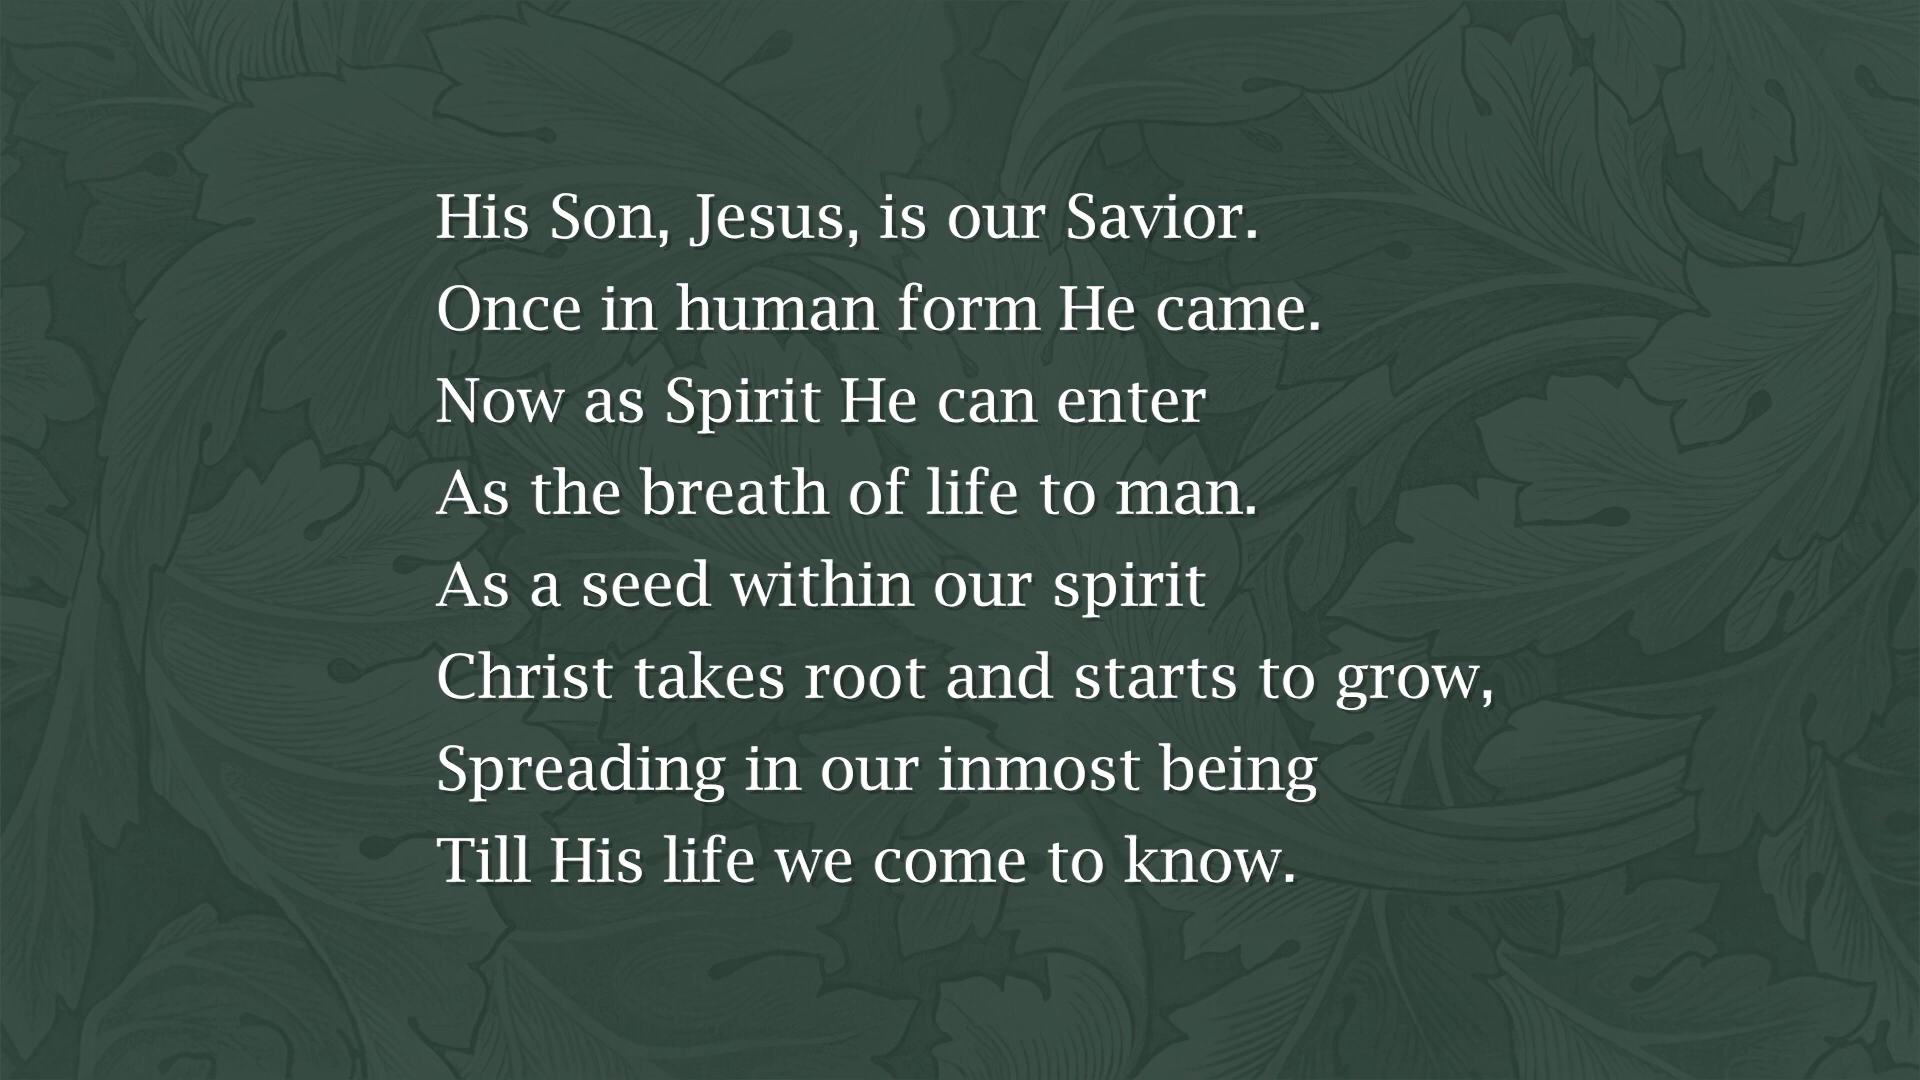 His Son, Jesus, is our Savior.
Once in human form He came.
Now as Spirit He can enter
As the breath of life to man.
As a seed within our spirit
Christ takes root and starts to grow,
Spreading in our inmost being
Till His life we come to know.